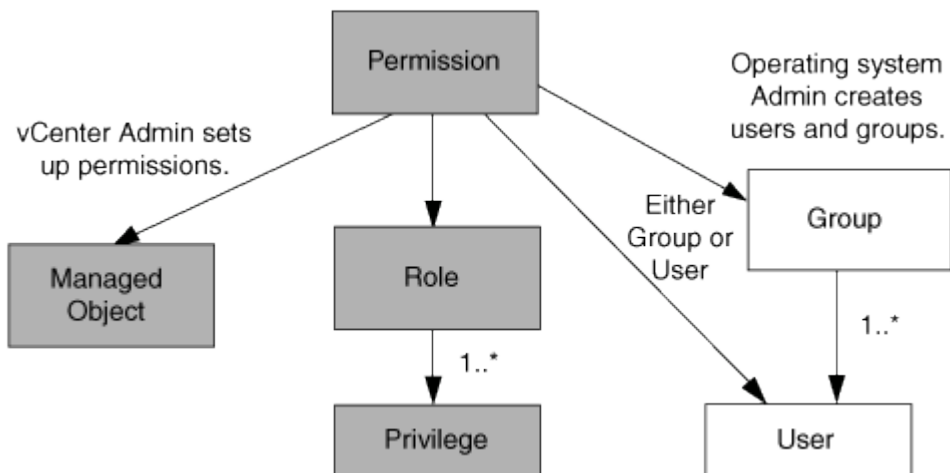 Permission
Operating system
Admin creates
users and groups.
vCenter Admin sets
up permissions.
Group
Either
Group or
User
Managed
Object
Role
1..*
1..*
Privilege
User